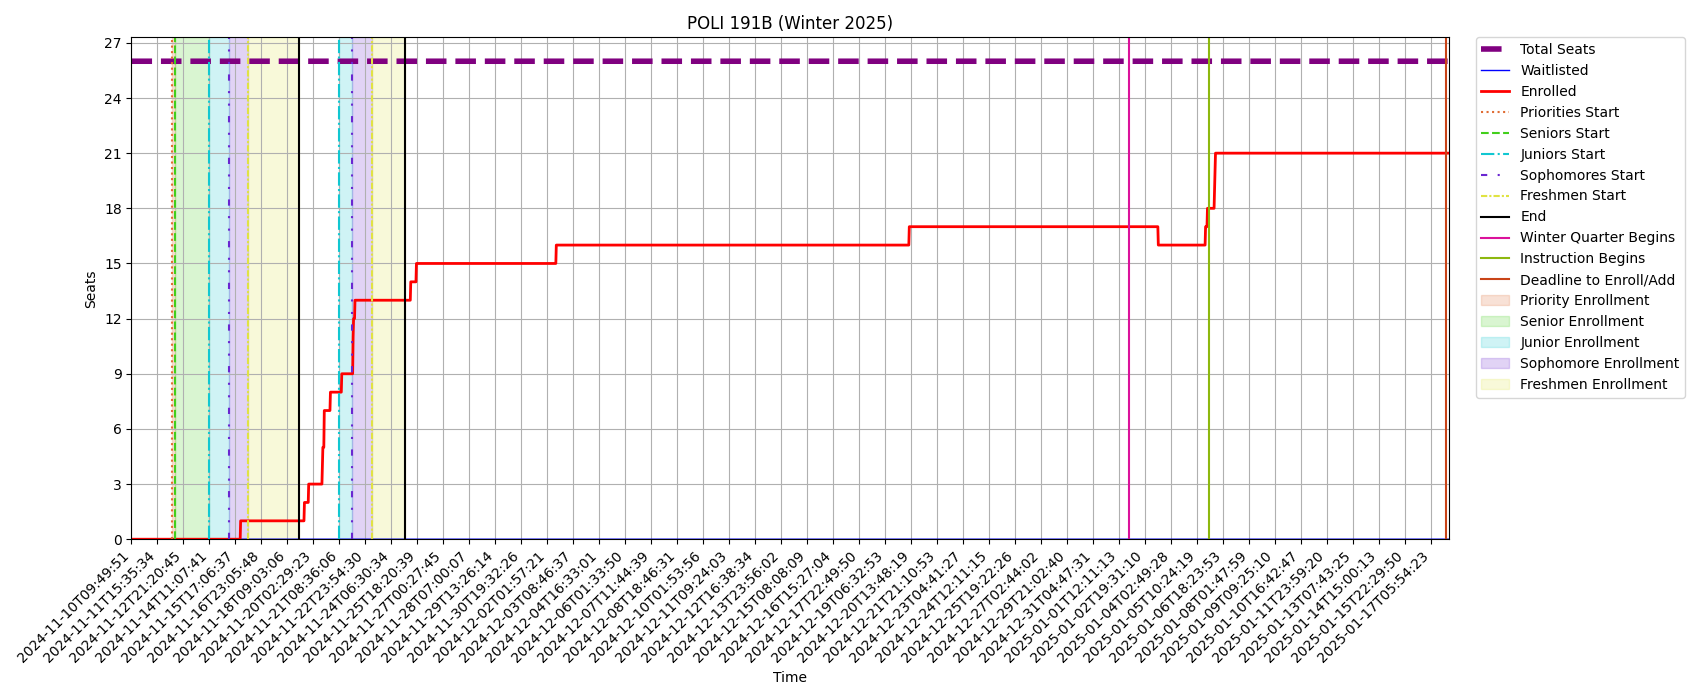 POLI 191B (Winter 2025)
27
24
21
18
15
12
9
6
3
0
Seats
2024-11-10T09:49:51
2024-11-11T15:35:34
2024-11-12T21:20:45
2024-11-14T11:07:41
2024-11-15T17:06:37
2024-11-16T23:05:48
2024-11-18T09:03:06
2024-11-20T02:29:23
2024-11-21T08:36:06
2024-11-22T23:54:30
2024-11-24T06:30:34
2024-11-25T18:20:39
2024-11-27T00:27:45
2024-11-28T07:00:07
2024-11-29T13:26:14
2024-11-30T19:32:26
2024-12-02T01:57:21
2024-12-03T08:46:37
2024-12-04T16:33:01
2024-12-06T01:33:50
2024-12-07T11:44:39
2024-12-08T18:46:31
2024-12-10T01:53:56
2024-12-11T09:24:03
2024-12-12T16:38:34
2024-12-13T23:56:02
2024-12-15T08:08:09
2024-12-16T15:27:04
2024-12-17T22:49:50
2024-12-19T06:32:53
2024-12-20T13:48:19
2024-12-21T21:10:53
2024-12-23T04:41:27
2024-12-24T12:11:15
2024-12-25T19:22:26
2024-12-27T02:44:02
2024-12-29T21:02:40
2024-12-31T04:47:31
2025-01-01T12:11:13
2025-01-02T19:31:10
2025-01-04T02:49:28
2025-01-05T10:24:19
2025-01-06T18:23:53
2025-01-08T01:47:59
2025-01-09T09:25:10
2025-01-10T16:42:47
2025-01-11T23:59:20
2025-01-13T07:43:25
2025-01-14T15:00:13
2025-01-15T22:29:50
2025-01-17T05:54:23
Time
Total Seats
Waitlisted
Enrolled
Priorities Start
Seniors Start
Juniors Start
Sophomores Start
Freshmen Start
End
Winter Quarter Begins
Instruction Begins
Deadline to Enroll/Add
Priority Enrollment
Senior Enrollment
Junior Enrollment
Sophomore Enrollment
Freshmen Enrollment